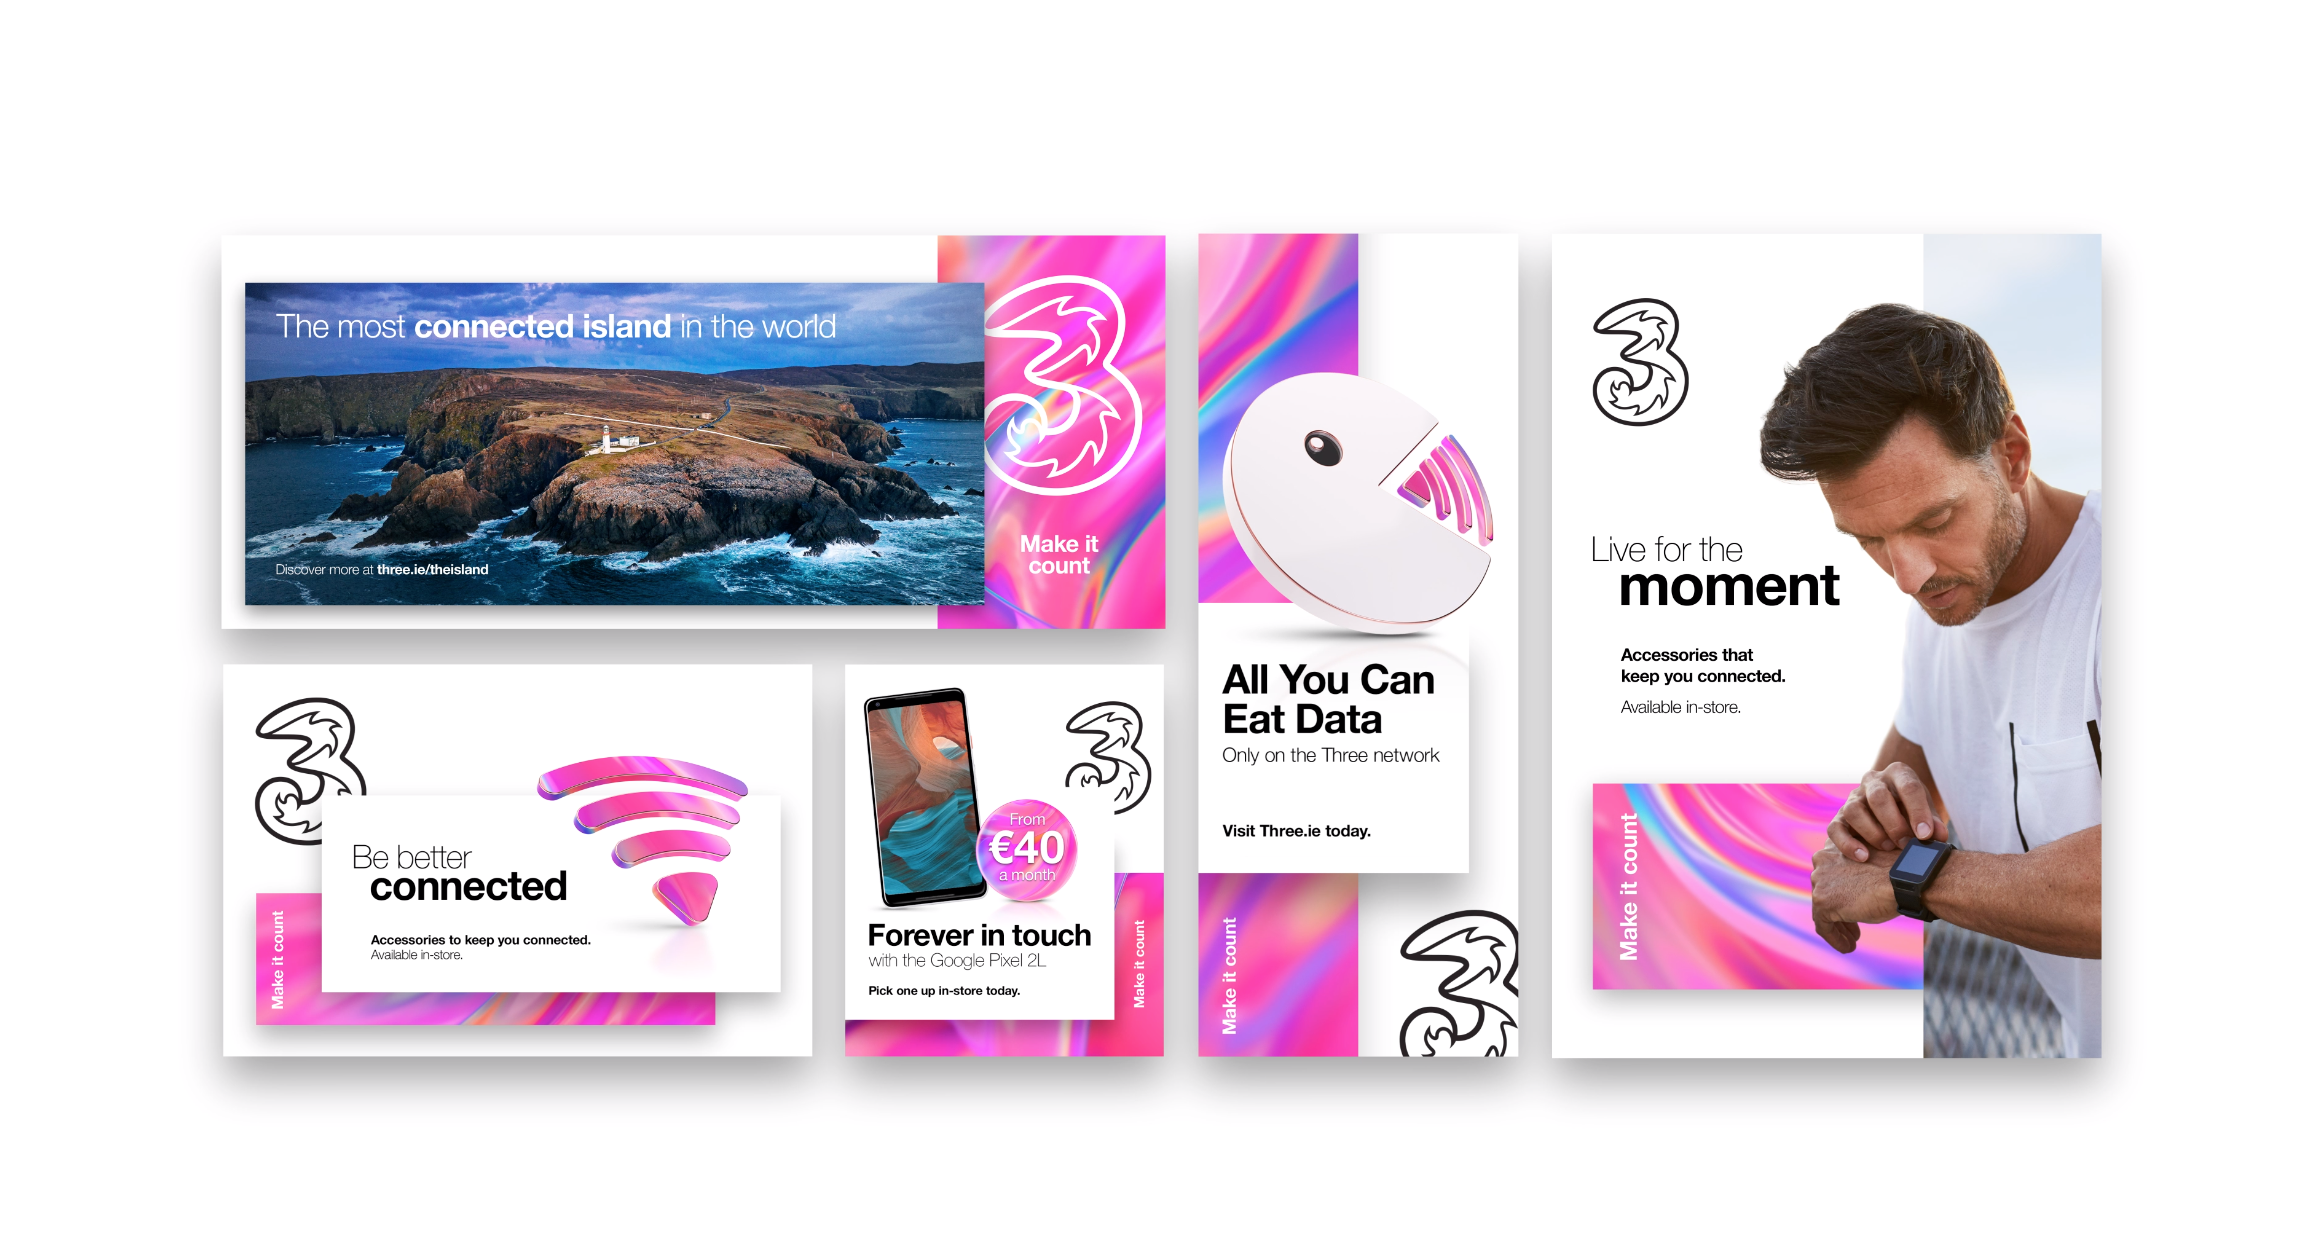 The most connected island in the world
Discover more at three.ie/theisland
Make it
count
Be better
connected
Accessories to keep you connected.
Available in-store.
Make it count
From
€40
a month
Forever in touch
with the Google Pixel 2L
Pick one up in-store today.
Make it count
All You Can
Eat Data
Only on the Three network
Visit Three.ie today.
Make it count
Live for the
moment
Accessories that
keep you connected.
Available in-store.
Make it count